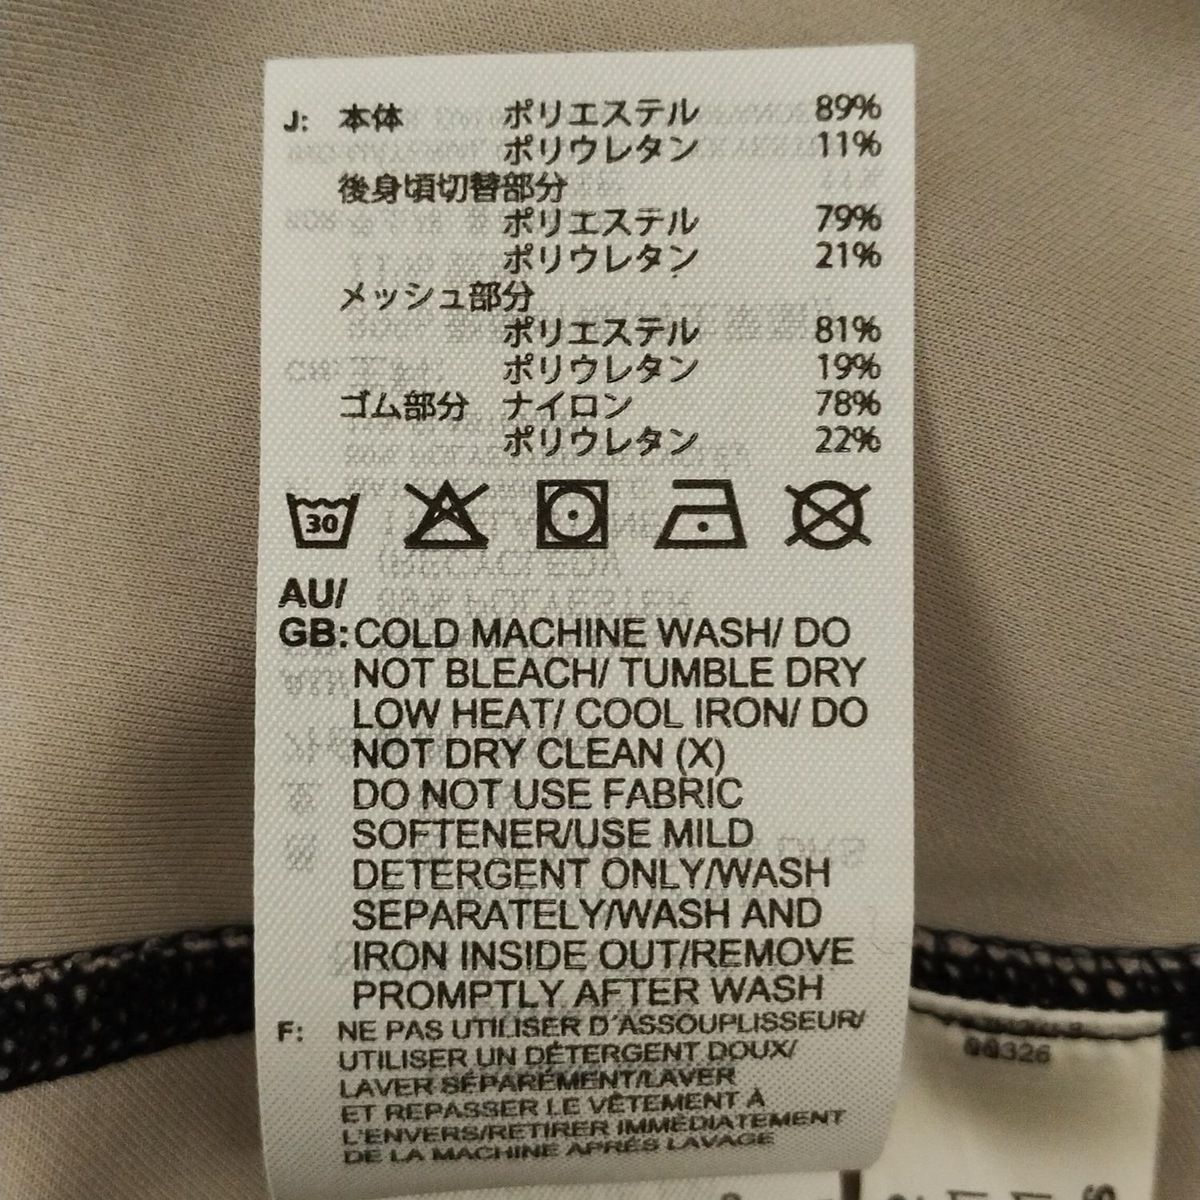 J: 本体 ポリエステル 89%
ポリウレタン 11%
後身頃切替部分
ポリエステル 79%
ポリウレタン 21%
メッシュ部分
ポリエステル 81%
ポリウレタン 19%
ゴム部分 ナイロン 78%
ポリウレタン 22%
30
AU/
GB: COLD MACHINE WASH/ DO
NOT BLEACH/ TUMBLE DRY
LOW HEAT/ COOL IRON/ DO
NOT DRY CLEAN (X)
DO NOT USE FABRIC
SOFTENER/USE MILD
DETERGENT ONLY/WASH
SEPARATELY/WASH AND
IRON INSIDE OUT/REMOVE
PROMPTLY AFTER WASH
F: NE PAS UTILISER D'ASSOUPLISSEUR/
UTILISER UN DÉTERGENT DOUX/
LAVER SÉPARÉMENT/LAVER
ET REPASSER LE VÊTEMENT À
L'ENVERS/RETIRER IMMÉDIATEMENT
DE LA MACHINE APRÉS LAVAGE
00326